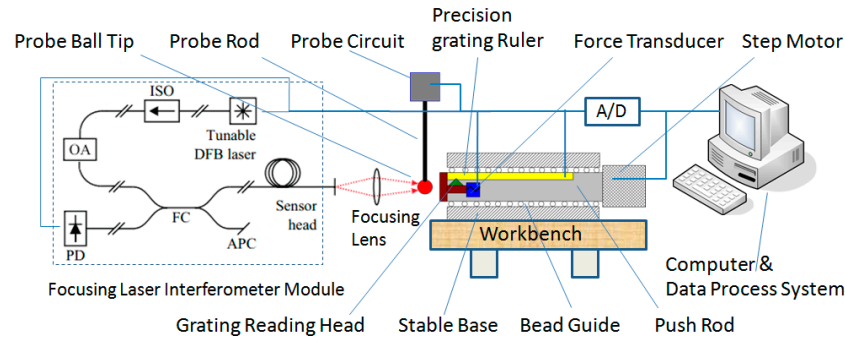 Probe Ball Tip
Probe Rod
Probe Circuit
Precision
grating Ruler
Force Transducer
Step Motor
ISO
Tunable
DFB laser
OA
A/D
Sensor
head
FC
APC
PD
Focusing
Lens
Workbench
Focusing Laser Interferometer Module
Computer &
Data Process System
Grating Reading Head
Stable Base
Bead Guide
Push Rod